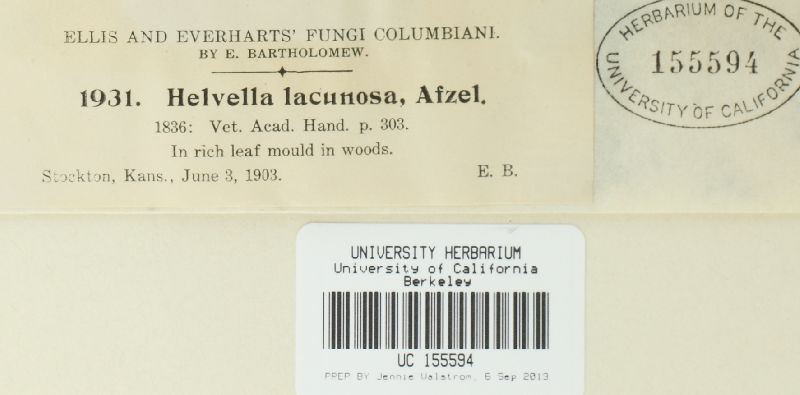 ELLIS AND EVERHARTS' FUNGI COLUMBIANI.
BY E. BARTHOLOMEW.
1931. Helvella lacunosa, Afzel.
1836: Vet. Acad. Hand. p. 303.
In rich leaf mould in woods.
Stockton, Kans., June 3, 1903. E. B.
HERBARIUM OF THE
155594
UNIVERSITY OF CALIFORNIA
UNIVERSITY HERBARIUM
University of California
Berkeley
UC 155594
PREP BY Jennie Walstrom, 6 Sep 2013